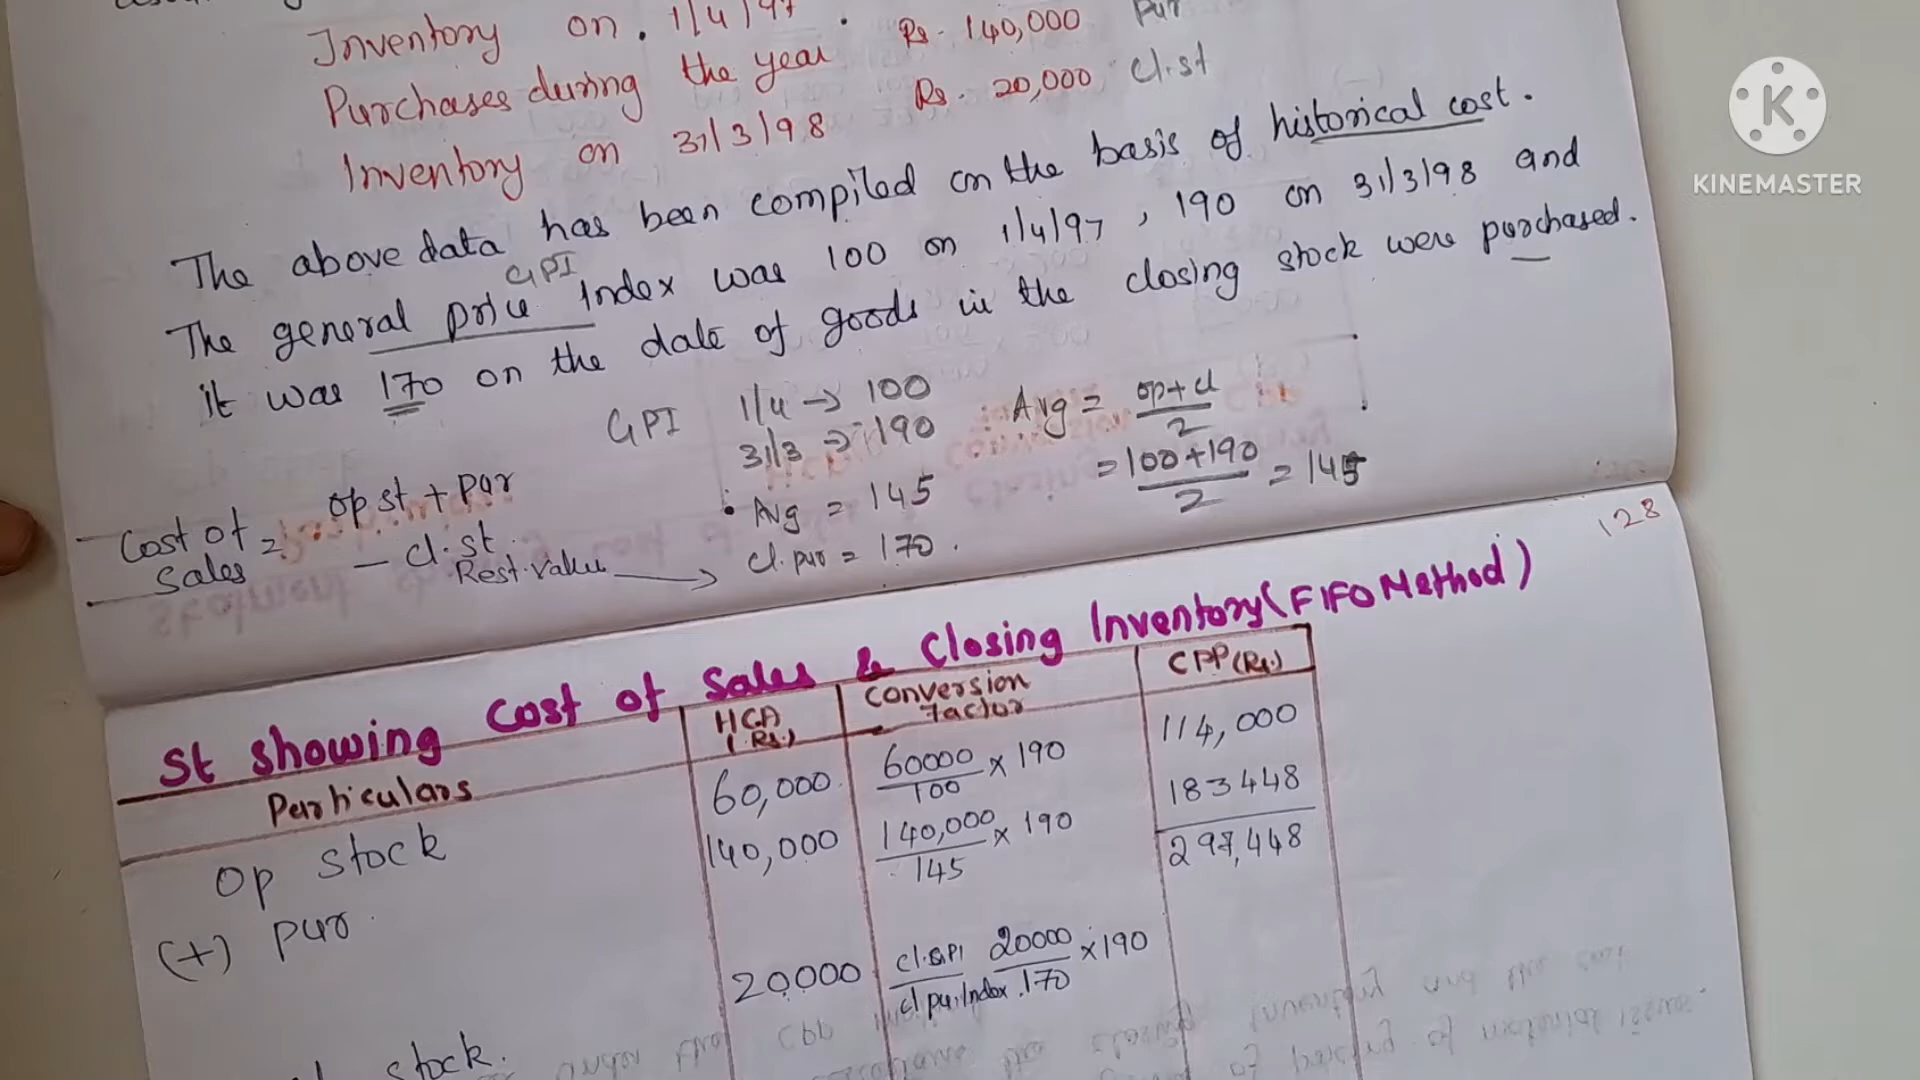 Inventory on 1/4/97
Purchases during the year Rs. 140,000 Pur
Inventory on 31/3/98 Rs. 20,000 Cl.st
The above data has been compiled on the basis of historical cost.
GPI
The general price index was 100 on 1/4/97, 190 on 31/3/98 and
it was 170 on the date of goods in the closing stock were purchased.
GPI 1/4 → 100
31/3 → 190
Avg = 145
cl.pur = 170.
Avg = op+cl / 2
= 100+190 / 2 = 145
Cost of Sales = op st + Pur
- cl.st.
Rest.value →
128
St showing Cost of Sales & Closing Inventory (FIFO Method)
Particulars HCA (Rs.) Conversion Factor CPP (Rs.)
Op stock 60,000 60000/100 × 190 114,000
(+) Pur. 140,000 140,000/145 × 190 183448
297,448
20,000 cl.GPI/cl pur.Index 20000/170 × 190
stock.
KINEMASTER